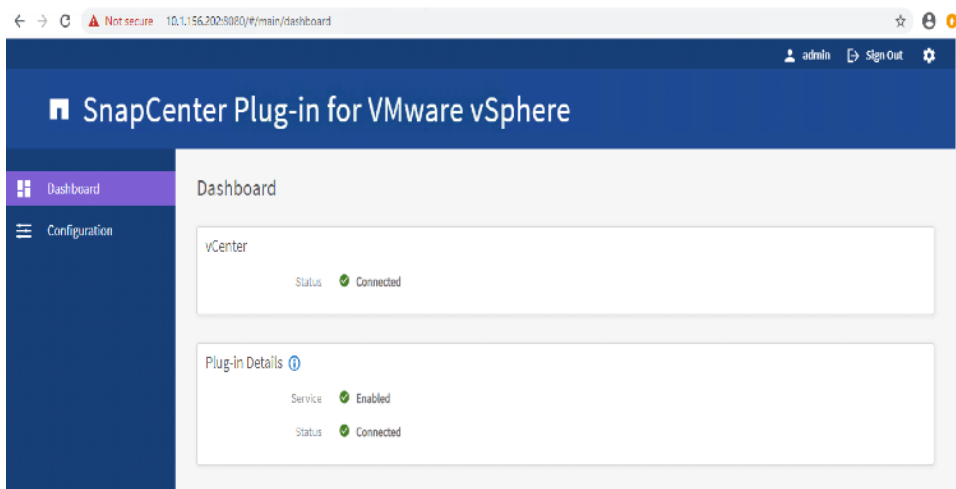 Not secure 10.1.156.202:8080/#/main/dashboard
admin Sign Out
SnapCenter Plug-in for VMware vSphere
Dashboard
Configuration
Dashboard
vCenter
Status Connected
Plug-in Details
Service Enabled
Status Connected